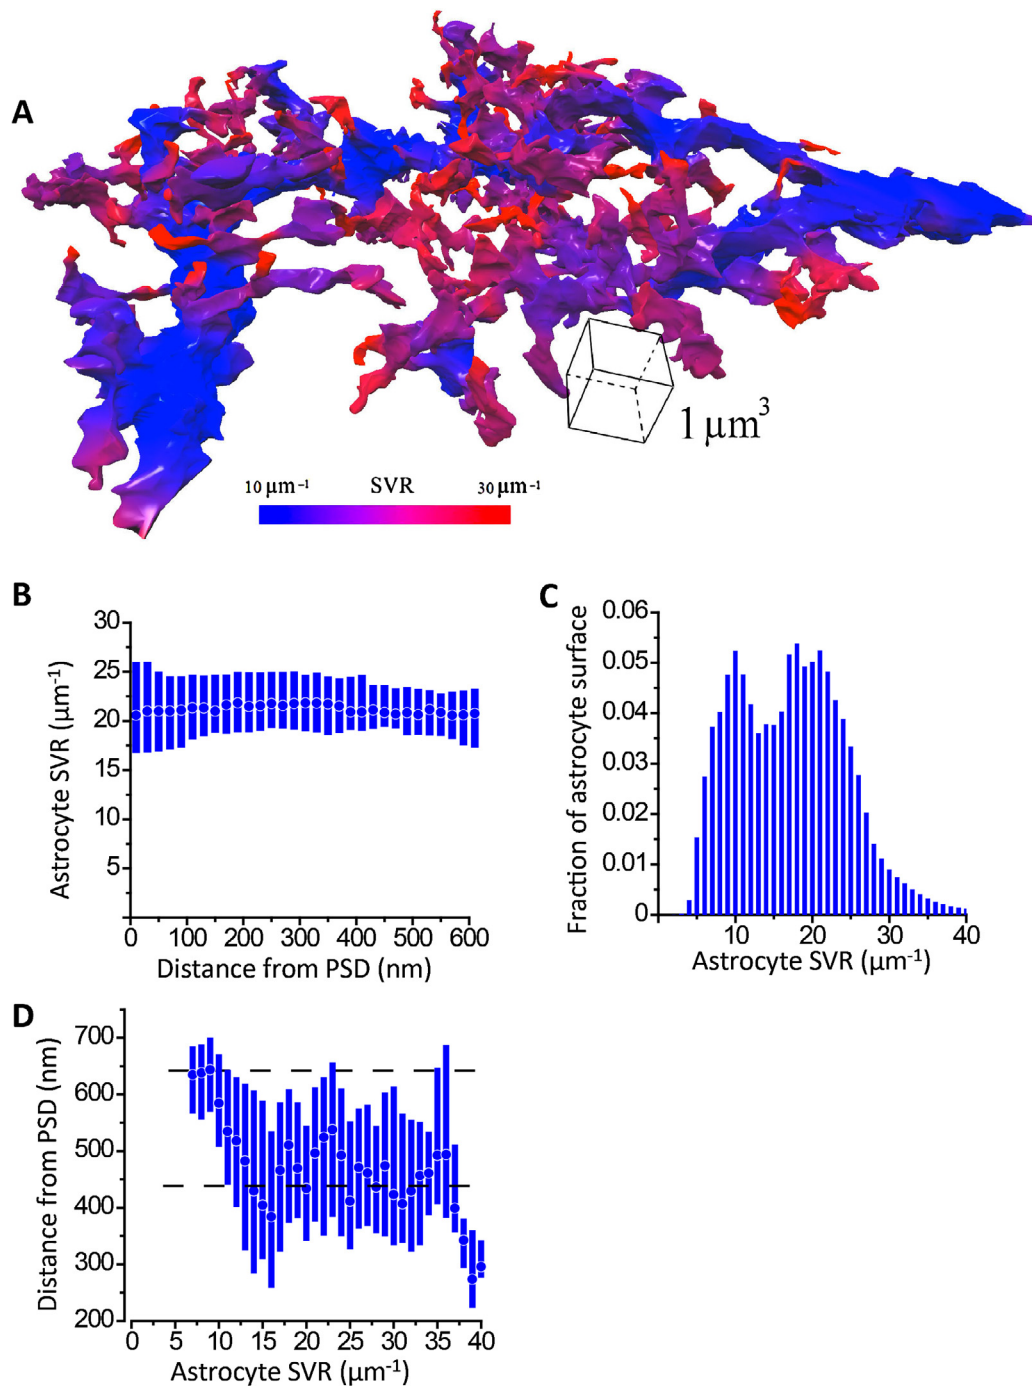 A
1 μm³
10 μm⁻¹ SVR 30 μm⁻¹
B
Astrocyte SVR (μm⁻¹)
30
25
20
15
10
5
0 100 200 300 400 500 600
Distance from PSD (nm)
C
Fraction of astrocyte surface
0.06
0.05
0.04
0.03
0.02
0.01
0
10 20 30 40
Astrocyte SVR (μm⁻¹)
D
Distance from PSD (nm)
700
600
500
400
300
200
0 5 10 15 20 25 30 35 40
Astrocyte SVR (μm⁻¹)